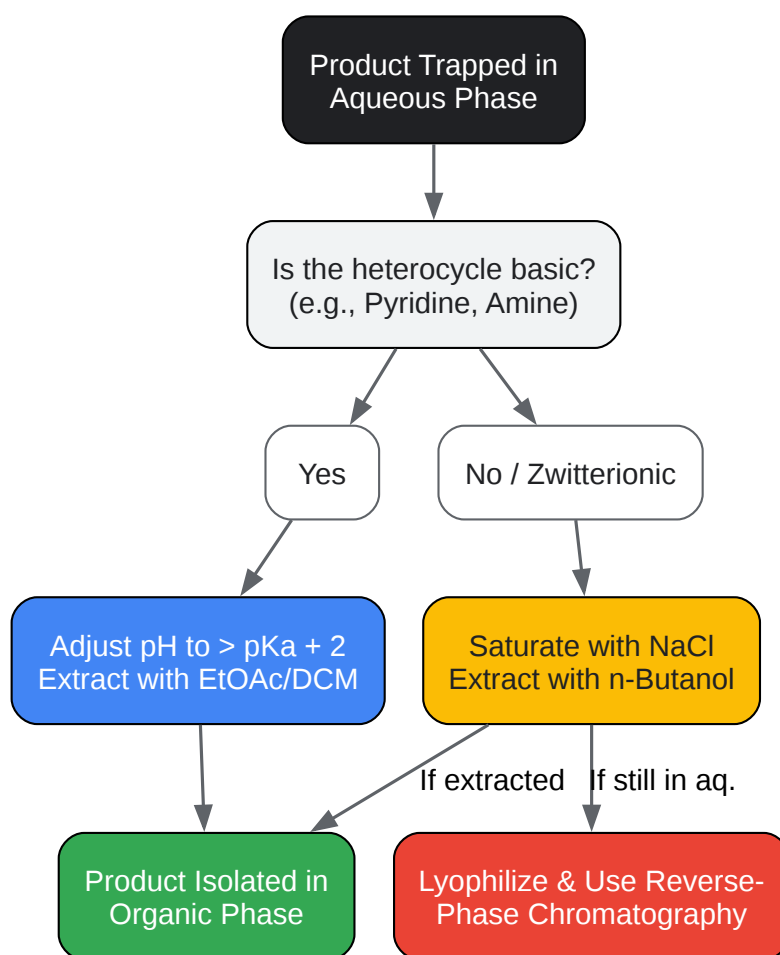 Product Trapped in
Aqueous Phase
Is the heterocycle basic?
(e.g., Pyridine, Amine)
Yes
No / Zwitterionic
Adjust pH to > pKa + 2
Extract with EtOAc/DCM
Saturate with NaCl
Extract with n-Butanol
If extracted
If still in aq.
Product Isolated in
Organic Phase
Lyophilize & Use Reverse-
Phase Chromatography